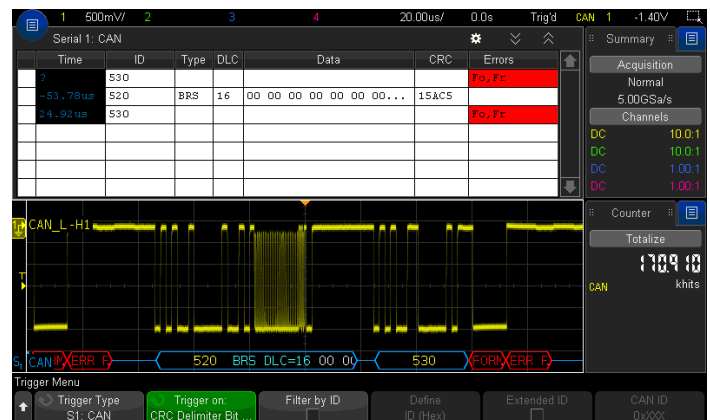 1 500mV/ 2 3 4 20.00us/ 0.0s Trig'd CAN 1 -1.40V
Serial 1: CAN
Time ID Type DLC Data CRC Errors
? 530 Fo,Fr
-53.78us 520 BRS 16 00 00 00 00 00 00 00... 15AC5
24.92us 530 Fo,Fr
Summary
Acquisition
Normal
5.00GSa/s
Channels
DC 10.0:1
DC 10.0:1
DC 1.00:1
DC 1.00:1
Counter
Totalize
170.910
CAN khits
CAN_L-H1
T
S1 CAN ERR F 520 BRS DLC=16 00 00 530 FORM ERR F
Trigger Menu
Trigger Type
S1: CAN
Trigger on:
CRC Delimiter Bit ...
Filter by ID
Define
ID (Hex)
Extended ID
CAN ID
0xXXX